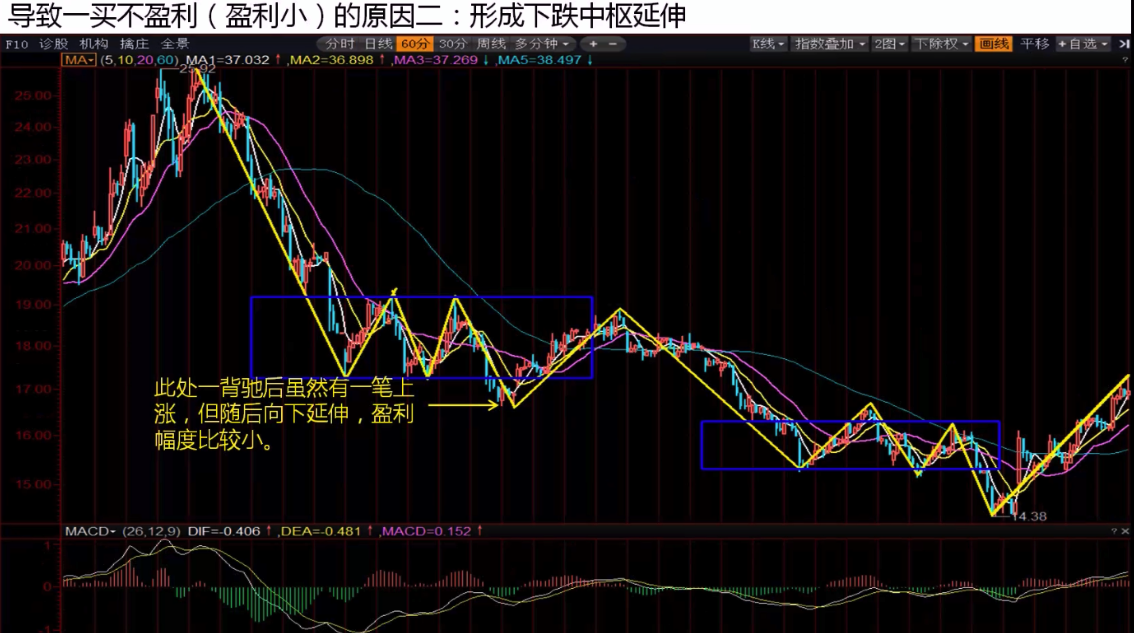 导致一买不盈利（盈利小）的原因二：形成下跌中枢延伸
F10 诊股 机构 擒庄 全景 分时 日线 60分 30分 周线 多分钟 + − K线 指数叠加 2图 下除权 画线 平移 +自选
MA (5,10,20,60) MA1=37.032↑,MA2=36.898↑,MA3=37.269↓,MA5=38.497↓ ?
25.92
25.00
24.00
23.00
22.00
21.00
20.00
19.00
18.00
17.00
此处一背驰后虽然有一笔上
涨，但随后向下延伸，盈利
幅度比较小。
16.00
15.00
14.38
MACD (26,12,9) DIF=-0.406↑,DEA=-0.481↑,MACD=0.152↑ ? ×
1
0
-1